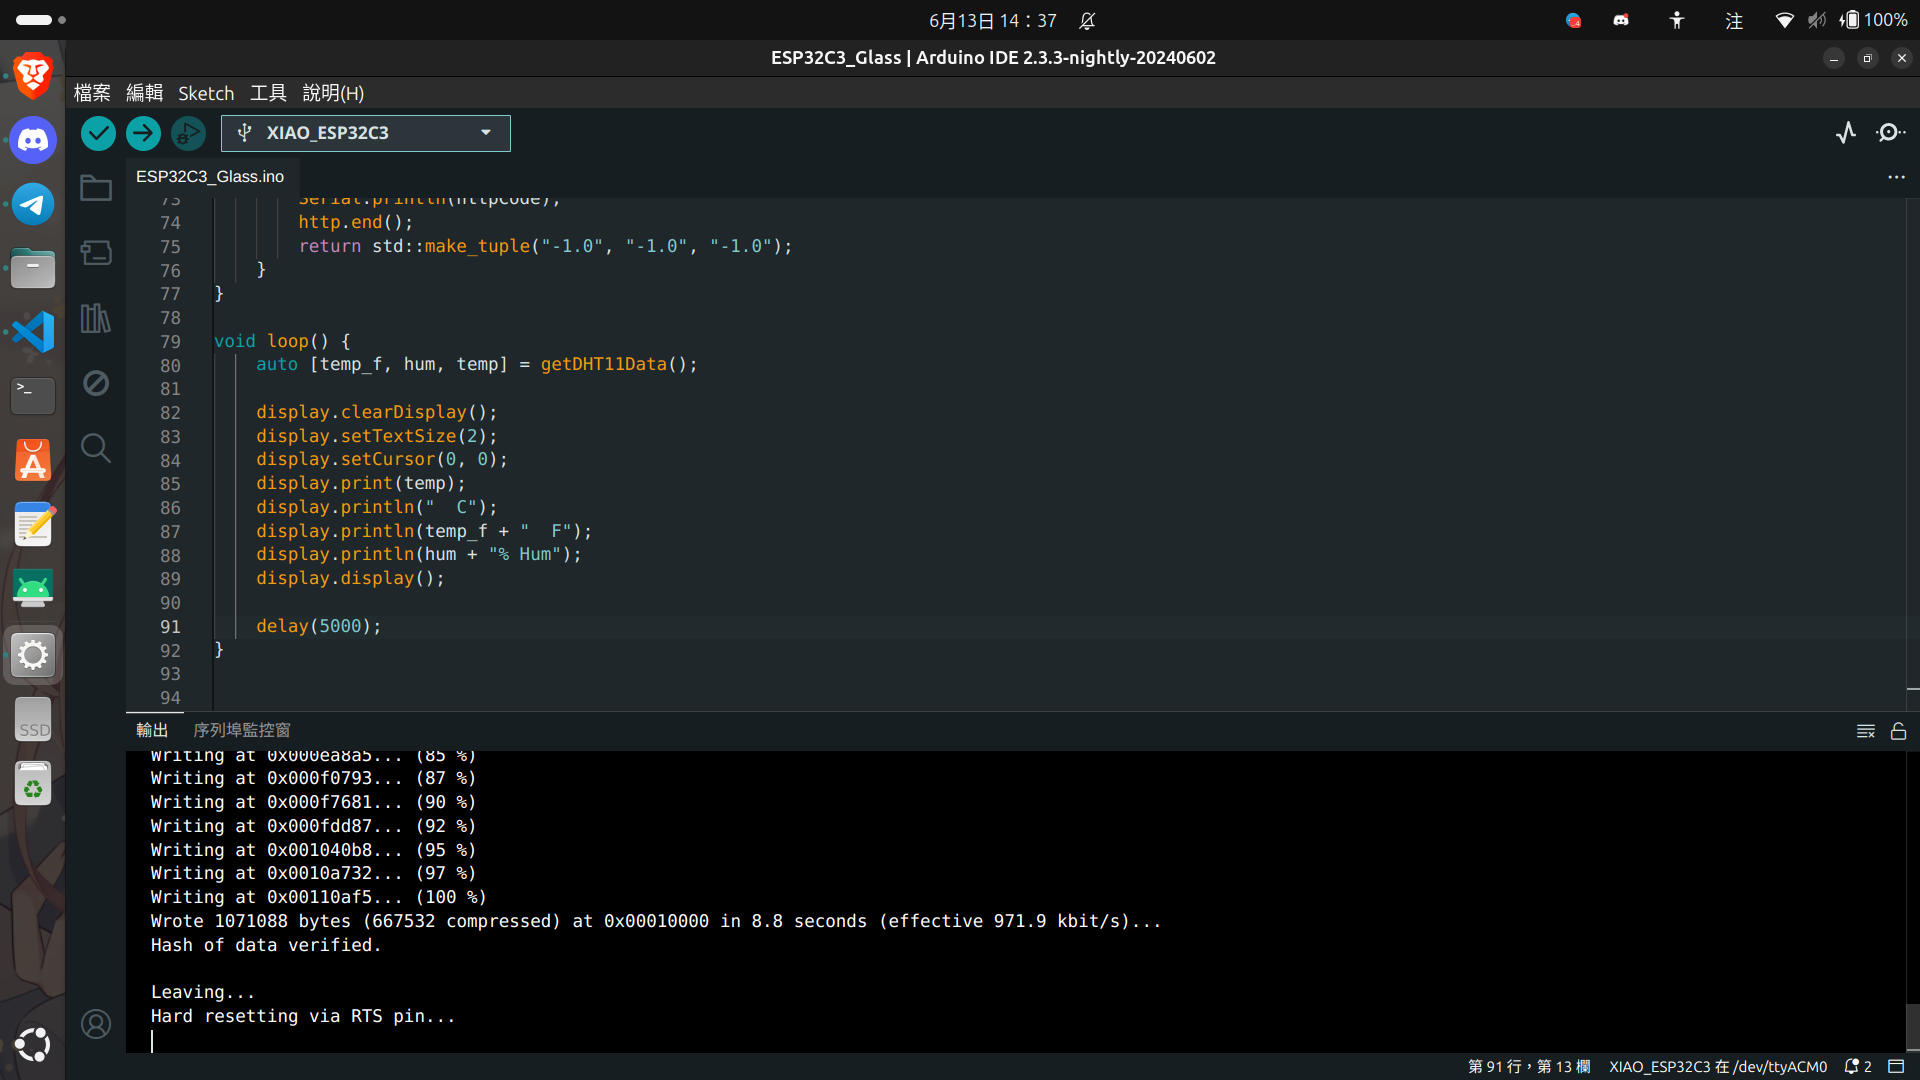 6月13日 14：37
注
100%
ESP32C3_Glass | Arduino IDE 2.3.3-nightly-20240602
檔案 編輯 Sketch 工具 說明(H)
XIAO_ESP32C3
ESP32C3_Glass.ino
73 Serial.println(httpCode);
74 http.end();
75 return std::make_tuple("-1.0", "-1.0", "-1.0");
76 }
77 }
78
79 void loop() {
80 auto [temp_f, hum, temp] = getDHT11Data();
81
82 display.clearDisplay();
83 display.setTextSize(2);
84 display.setCursor(0, 0);
85 display.print(temp);
86 display.println("  C");
87 display.println(temp_f + "  F");
88 display.println(hum + "% Hum");
89 display.display();
90
91 delay(5000);
92 }
93
94
輸出 序列埠監控窗
Writing at 0x000ea8a5... (85 %)
Writing at 0x000f0793... (87 %)
Writing at 0x000f7681... (90 %)
Writing at 0x000fdd87... (92 %)
Writing at 0x001040b8... (95 %)
Writing at 0x0010a732... (97 %)
Writing at 0x00110af5... (100 %)
Wrote 1071088 bytes (667532 compressed) at 0x00010000 in 8.8 seconds (effective 971.9 kbit/s)...
Hash of data verified.
Leaving...
Hard resetting via RTS pin...
SSD
第 91 行，第 13 欄 XIAO_ESP32C3 在 /dev/ttyACM0 2